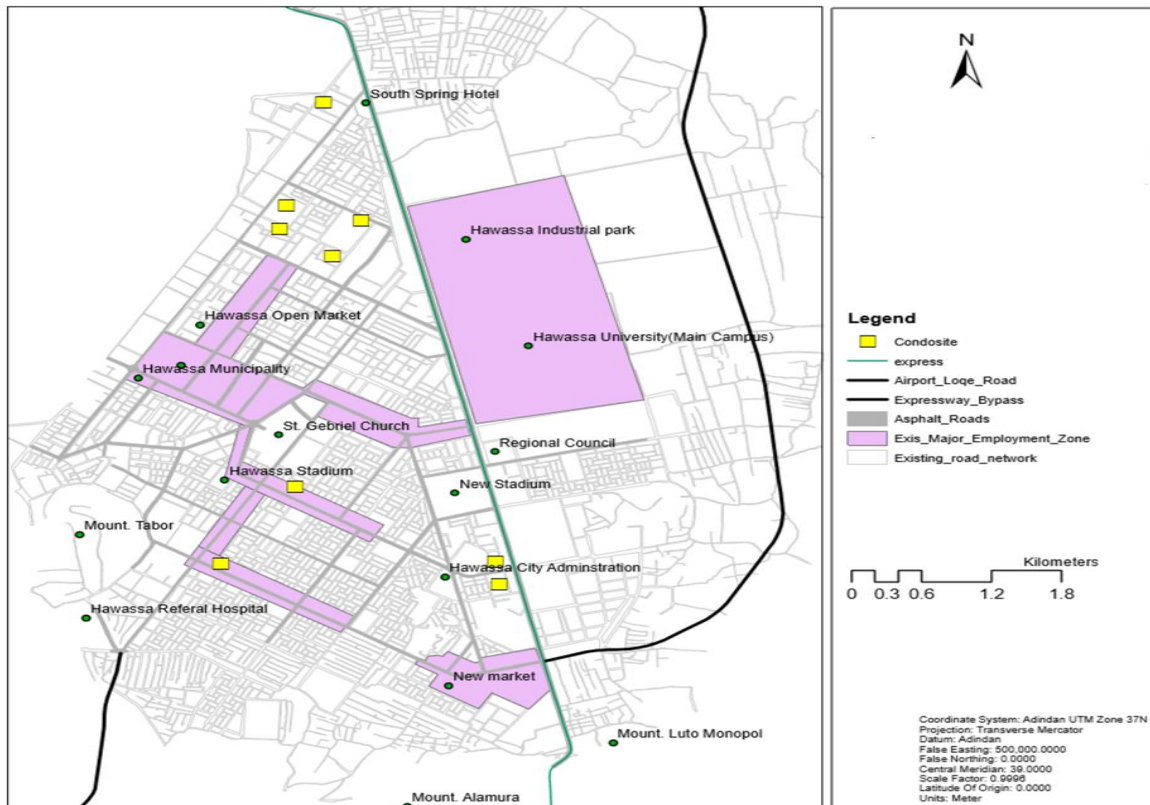 South Spring Hotel
Hawassa Industrial park
Hawassa Open Market
Hawassa University(Main Campus)
Hawassa Municipality
St. Gebriel Church
Regional Council
Hawassa Stadium
New Stadium
Mount. Tabor
Hawassa City Adminstration
Hawassa Referal Hospital
New market
Mount. Luto Monopol
Mount. Alamura
N
Legend
Condosite
express
Airport_Loqe_Road
Expressway_Bypass
Asphalt_Roads
Exis_Major_Employment_Zone
Existing_road_network
Kilometers
0 0.3 0.6 1.2 1.8
Coordinate System: Adindan UTM Zone 37N
Projection: Transverse Mercator
Datum: Adindan
False Easting: 500,000.0000
False Northing: 0.0000
Central Meridian: 39.0000
Scale Factor: 0.9996
Latitude Of Origin: 0.0000
Units: Meter